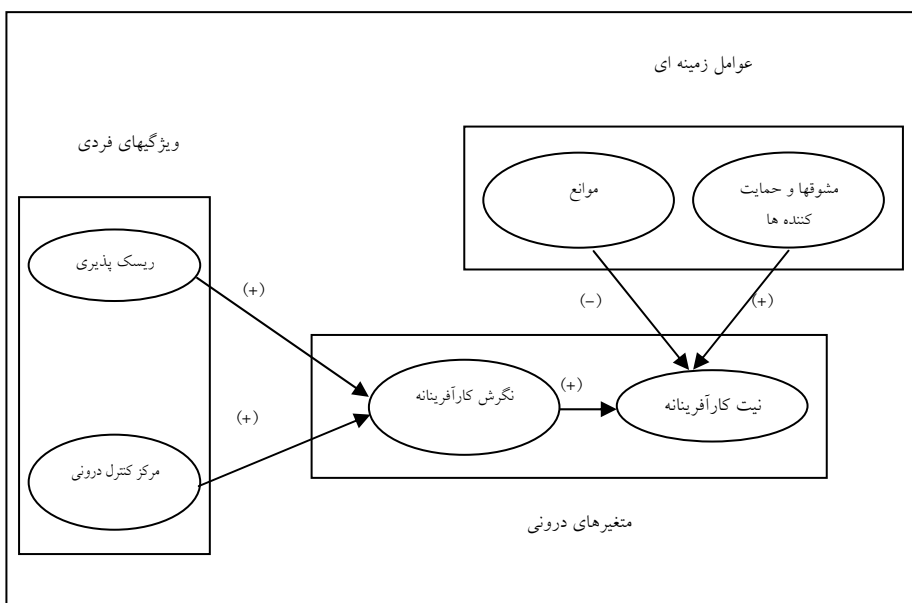 عوامل زمینه ای
ویژگیهای فردی
مشوقها و حمایت
کننده ها
موانع
ریسک پذیری
(+)
(-)
(+)
نگرش کارآفرینانه
(+)
نیت کارآفرینانه
(+)
مرکز کنترل درونی
متغیرهای درونی